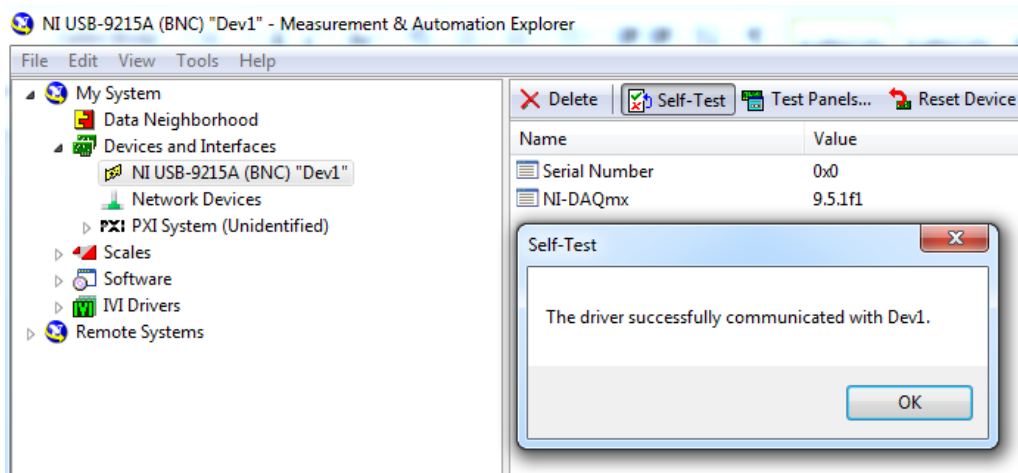 NI USB-9215A (BNC) "Dev1" - Measurement & Automation Explorer
File Edit View Tools Help
My System
Data Neighborhood
Devices and Interfaces
NI USB-9215A (BNC) "Dev1"
Network Devices
PXI PXI System (Unidentified)
Scales
Software
IVI IVI Drivers
Remote Systems
Delete Self-Test Test Panels... Reset Device
Name Value
Serial Number 0x0
NI-DAQmx 9.5.1f1
Self-Test
The driver successfully communicated with Dev1.
OK